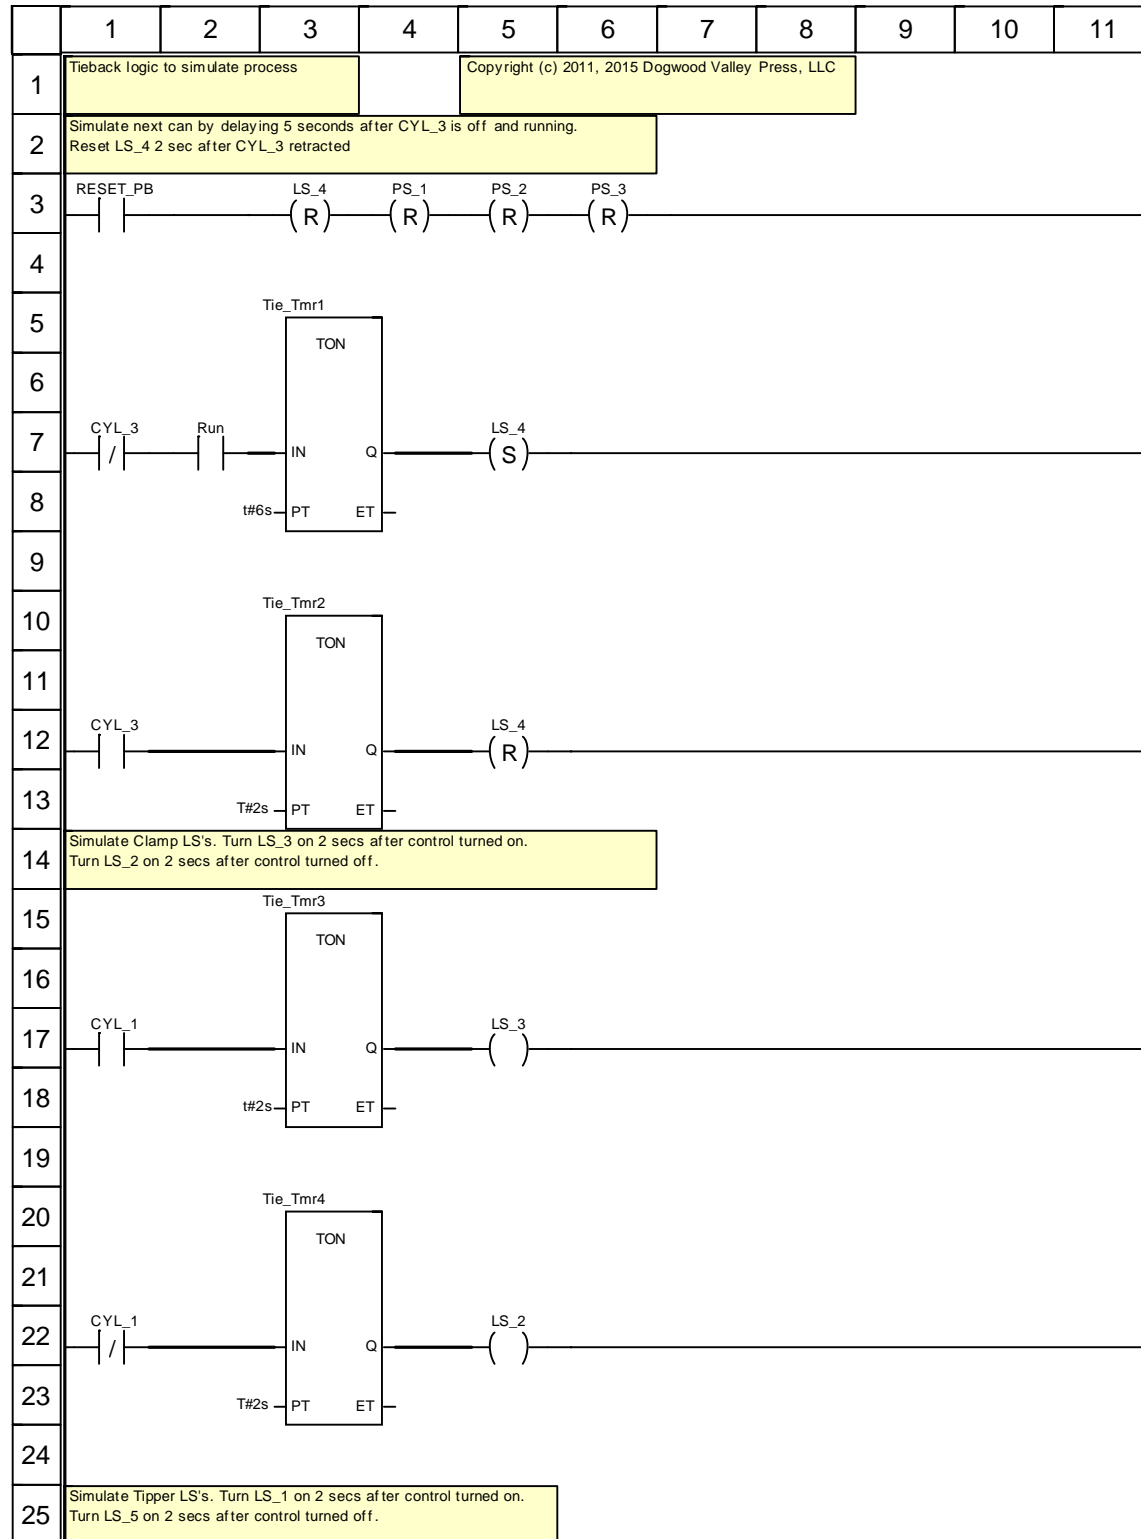 1 2 3 4 5 6 7 8 9 10 11
1
Tieback logic to simulate process
Copyright (c) 2011, 2015 Dogwood Valley Press, LLC
2
Simulate next can by delaying 5 seconds after CYL_3 is off and running.
Reset LS_4 2 sec after CYL_3 retracted
3
RESET_PB LS_4 PS_1 PS_2 PS_3
R R R R
4
Tie_Tmr1
5
TON
6
7
CYL_3 Run LS_4
/ IN Q S
8
t#6s PT ET
9
Tie_Tmr2
10
TON
11
12
CYL_3 LS_4
IN Q R
13
T#2s PT ET
14
Simulate Clamp LS's. Turn LS_3 on 2 secs after control turned on.
Turn LS_2 on 2 secs after control turned off.
Tie_Tmr3
15
TON
16
17
CYL_1 LS_3
IN Q
18
t#2s PT ET
19
Tie_Tmr4
20
TON
21
22
CYL_1 LS_2
/ IN Q
23
T#2s PT ET
24
25
Simulate Tipper LS's. Turn LS_1 on 2 secs after control turned on.
Turn LS_5 on 2 secs after control turned off.